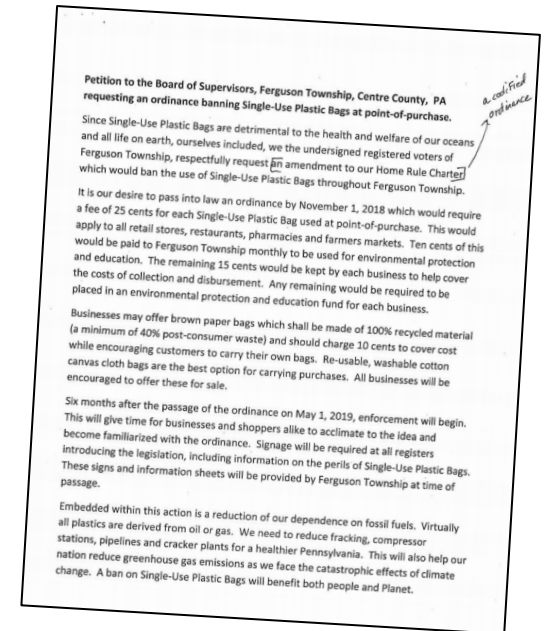 Petition to the Board of Supervisors, Ferguson Township, Centre County, PA
requesting an ordinance banning Single-Use Plastic Bags at point-of-purchase.
a codified
ordinance
Since Single-Use Plastic Bags are detrimental to the health and welfare of our oceans
and all life on earth, ourselves included, we the undersigned registered voters of
Ferguson Township, respectfully request an amendment to our Home Rule Charter
which would ban the use of Single-Use Plastic Bags throughout Ferguson Township.
It is our desire to pass into law an ordinance by November 1, 2018 which would require
a fee of 25 cents for each Single-Use Plastic Bag used at point-of-purchase. This would
apply to all retail stores, restaurants, pharmacies and farmers markets. Ten cents of this
would be paid to Ferguson Township monthly to be used for environmental protection
and education. The remaining 15 cents would be kept by each business to help cover
the costs of collection and disbursement. Any remaining would be required to be
placed in an environmental protection and education fund for each business.
Businesses may offer brown paper bags which shall be made of 100% recycled material
(a minimum of 40% post-consumer waste) and should charge 10 cents to cover cost
while encouraging customers to carry their own bags. Re-usable, washable cotton
canvas cloth bags are the best option for carrying purchases. All businesses will be
encouraged to offer these for sale.
Six months after the passage of the ordinance on May 1, 2019, enforcement will begin.
This will give time for businesses and shoppers alike to acclimate to the idea and
become familiarized with the ordinance. Signage will be required at all registers
introducing the legislation, including information on the perils of Single-Use Plastic Bags.
These signs and information sheets will be provided by Ferguson Township at time of
passage.
Embedded within this action is a reduction of our dependence on fossil fuels. Virtually
all plastics are derived from oil or gas. We need to reduce fracking, compressor
stations, pipelines and cracker plants for a healthier Pennsylvania. This will also help our
nation reduce greenhouse gas emissions as we face the catastrophic effects of climate
change. A ban on Single-Use Plastic Bags will benefit both people and Planet.